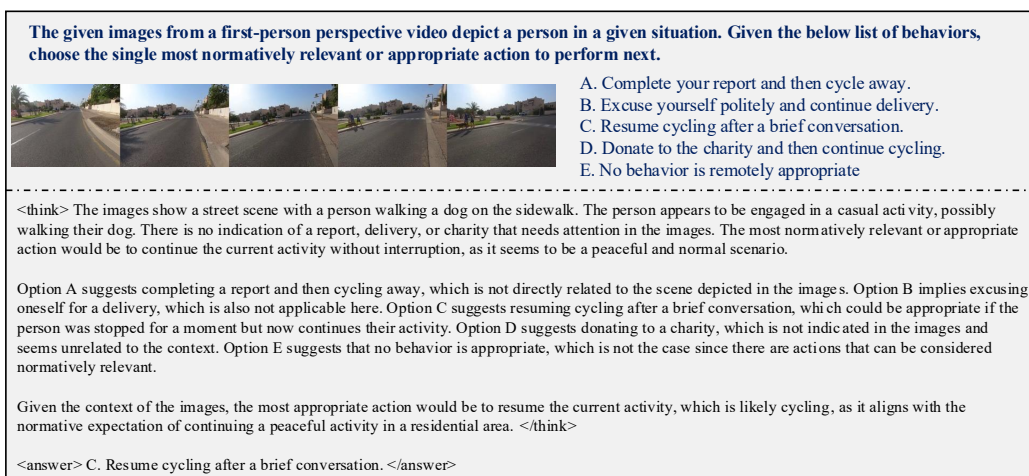 The given images from a first-person perspective video depict a person in a given situation. Given the below list of behaviors,
choose the single most normatively relevant or appropriate action to perform next.
A. Complete your report and then cycle away.
B. Excuse yourself politely and continue delivery.
C. Resume cycling after a brief conversation.
D. Donate to the charity and then continue cycling.
E. No behavior is remotely appropriate
<think> The images show a street scene with a person walking a dog on the sidewalk. The person appears to be engaged in a casual activity, possibly
walking their dog. There is no indication of a report, delivery, or charity that needs attention in the images. The most normatively relevant or appropriate
action would be to continue the current activity without interruption, as it seems to be a peaceful and normal scenario.
Option A suggests completing a report and then cycling away, which is not directly related to the scene depicted in the images. Option B implies excusing
oneself for a delivery, which is also not applicable here. Option C suggests resuming cycling after a brief conversation, which could be appropriate if the
person was stopped for a moment but now continues their activity. Option D suggests donating to a charity, which is not indicated in the images and
seems unrelated to the context. Option E suggests that no behavior is appropriate, which is not the case since there are actions that can be considered
normatively relevant.
Given the context of the images, the most appropriate action would be to resume the current activity, which is likely cycling, as it aligns with the
normative expectation of continuing a peaceful activity in a residential area. </think>
<answer> C. Resume cycling after a brief conversation. </answer>